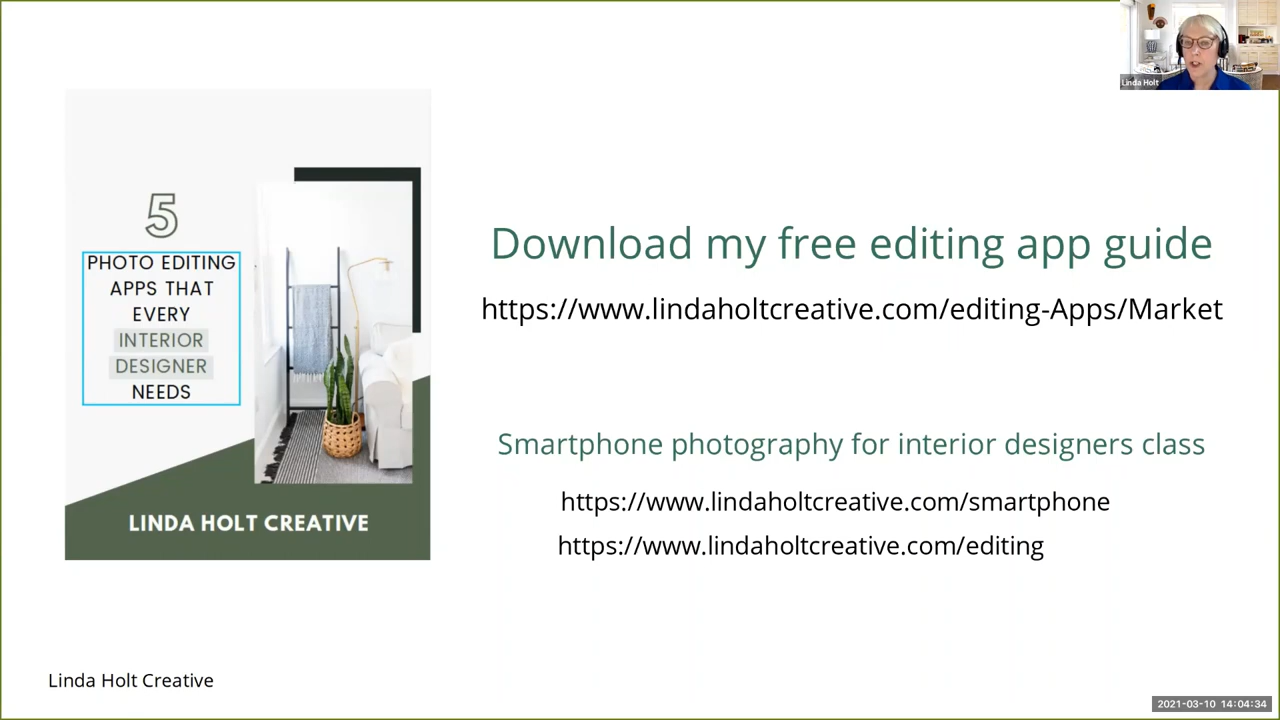 Linda Holt
5
PHOTO EDITING
APPS THAT
EVERY
INTERIOR
DESIGNER
NEEDS
LINDA HOLT CREATIVE
Download my free editing app guide
https://www.lindaholtcreative.com/editing-Apps/Market
Smartphone photography for interior designers class
https://www.lindaholtcreative.com/smartphone
https://www.lindaholtcreative.com/editing
Linda Holt Creative
2021-03-10 14:04:34